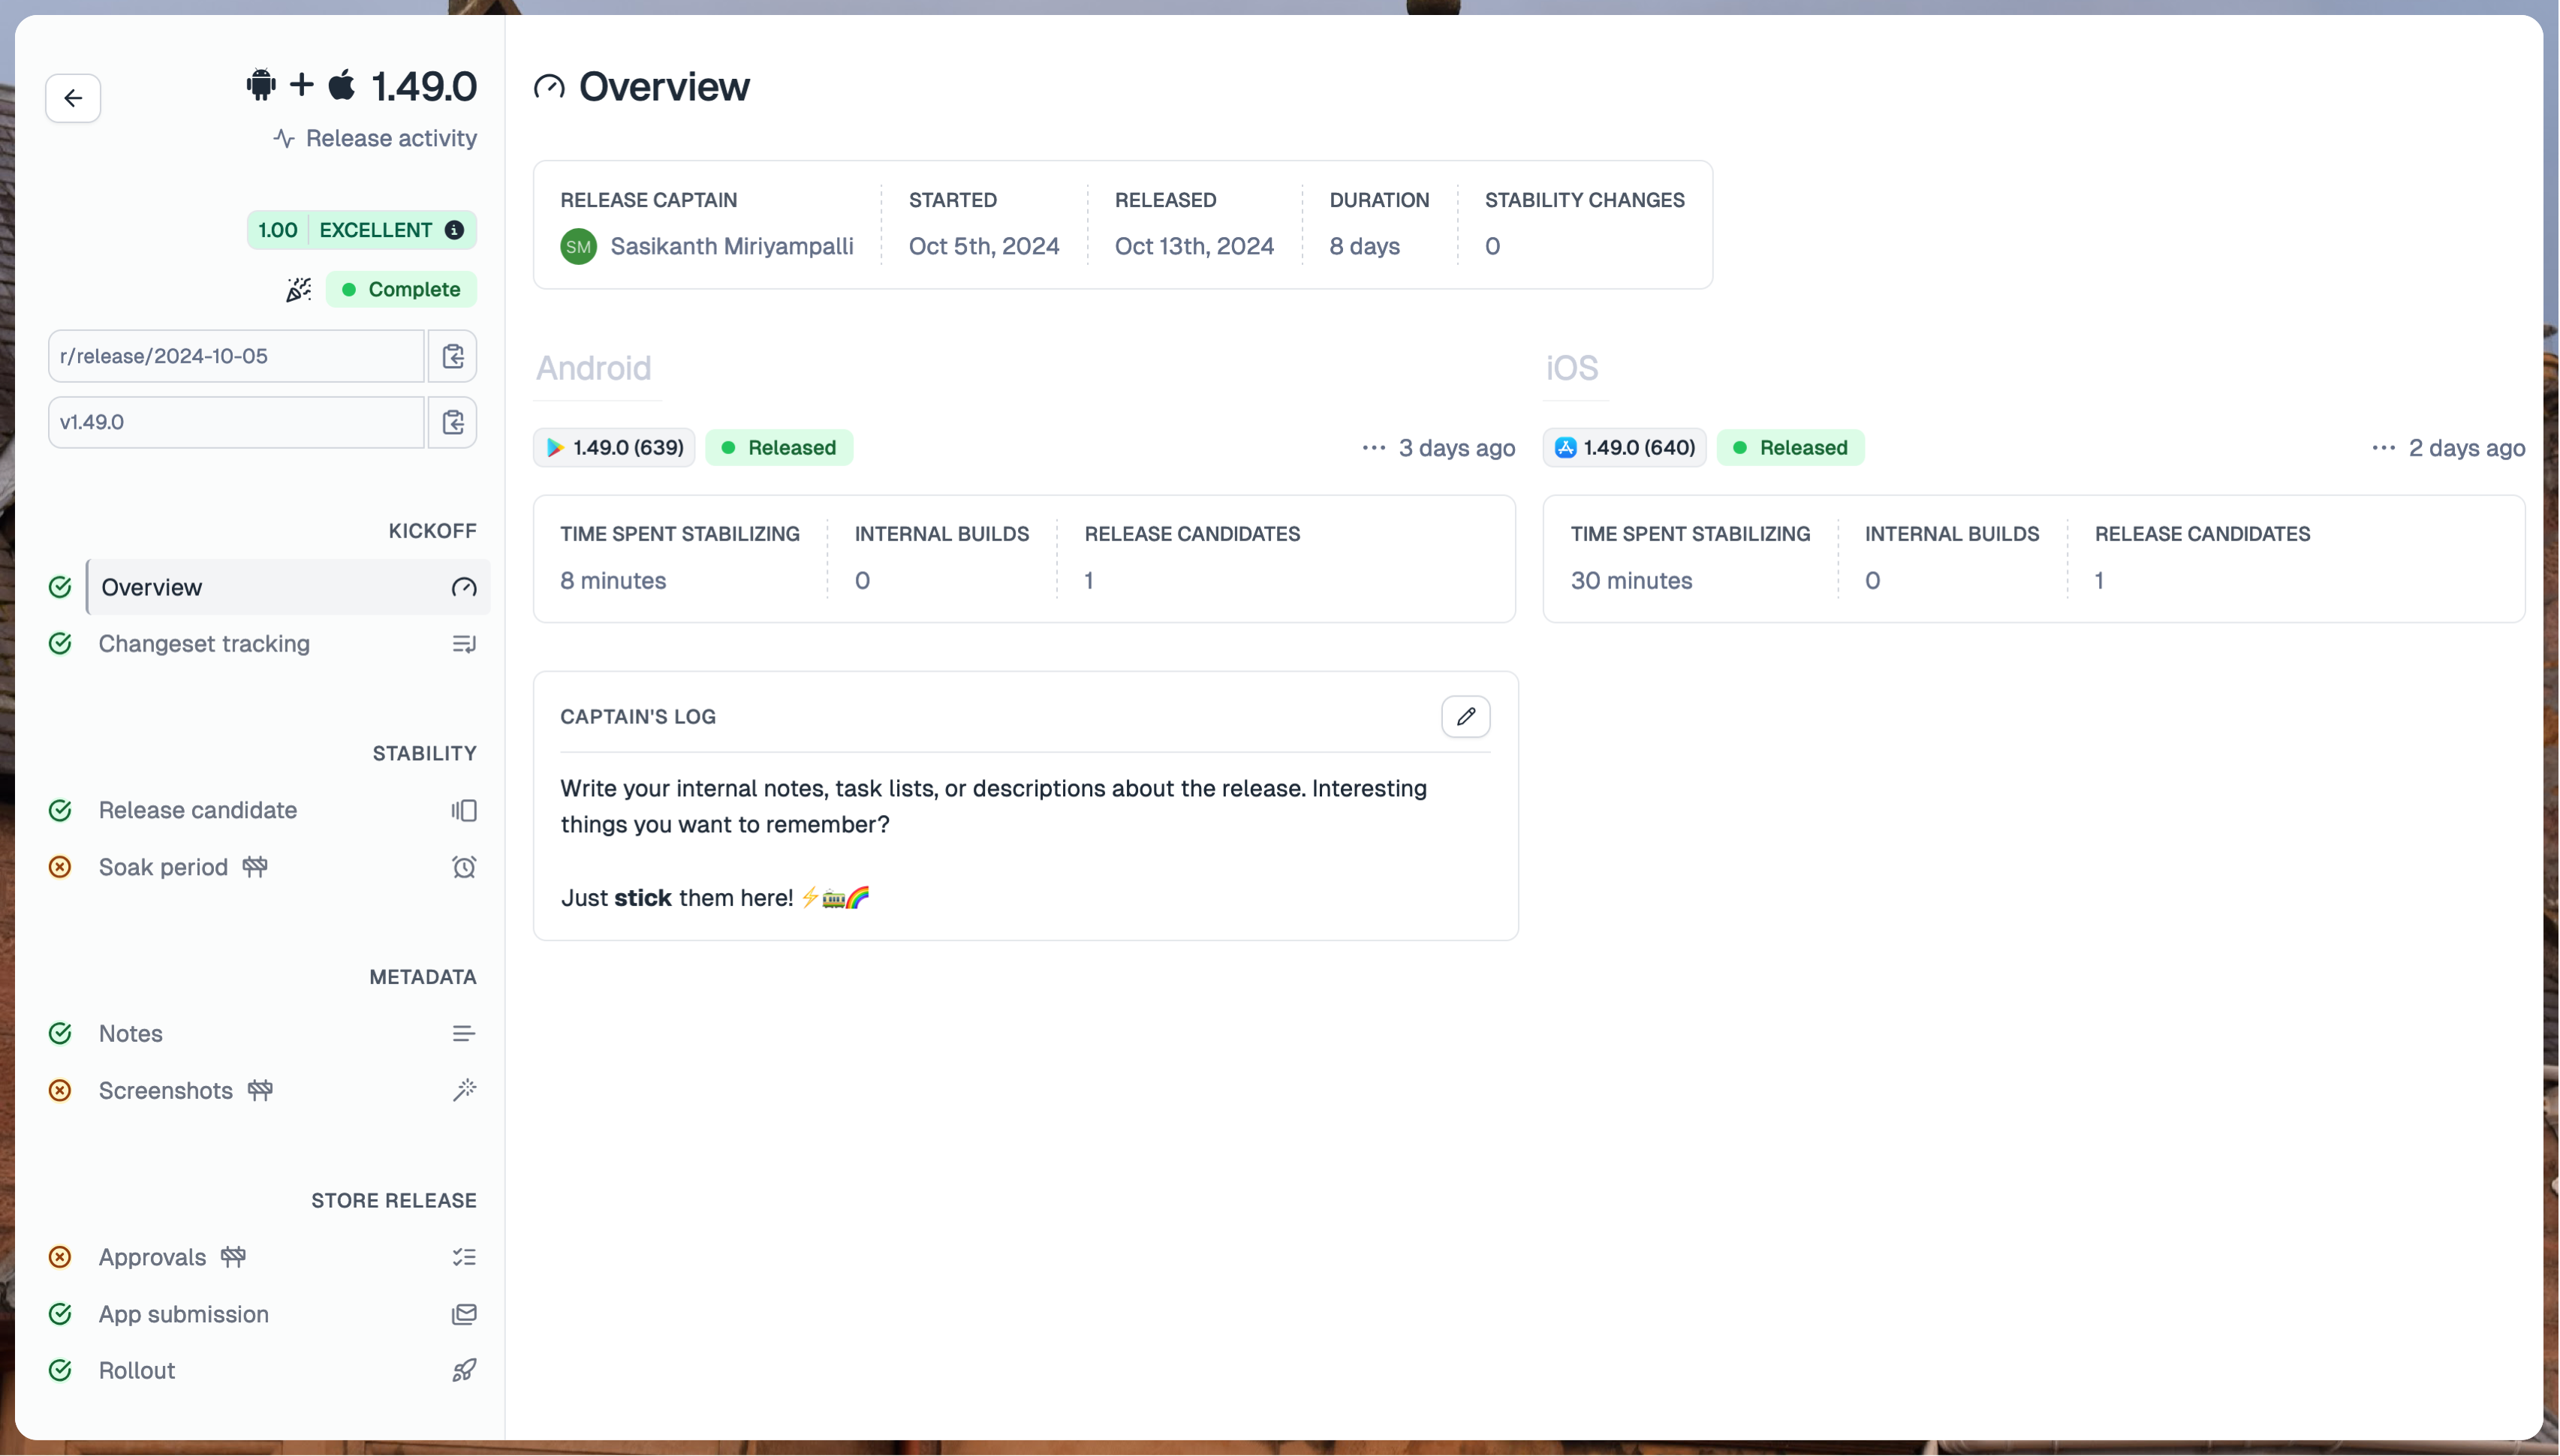 1.49.0
Release activity
1.00 EXCELLENT
Complete
r/release/2024-10-05
v1.49.0
KICKOFF
Overview
Changeset tracking
STABILITY
Release candidate
Soak period
METADATA
Notes
Screenshots
STORE RELEASE
Approvals
App submission
Rollout
Overview
RELEASE CAPTAIN STARTED RELEASED DURATION STABILITY CHANGES
SM Sasikanth Miriyampalli Oct 5th, 2024 Oct 13th, 2024 8 days 0
Android
1.49.0 (639) Released ··· 3 days ago
TIME SPENT STABILIZING INTERNAL BUILDS RELEASE CANDIDATES
8 minutes 0 1
iOS
1.49.0 (640) Released ··· 2 days ago
TIME SPENT STABILIZING INTERNAL BUILDS RELEASE CANDIDATES
30 minutes 0 1
CAPTAIN'S LOG
Write your internal notes, task lists, or descriptions about the release. Interesting
things you want to remember?
Just stick them here! ⚡🚋🌈